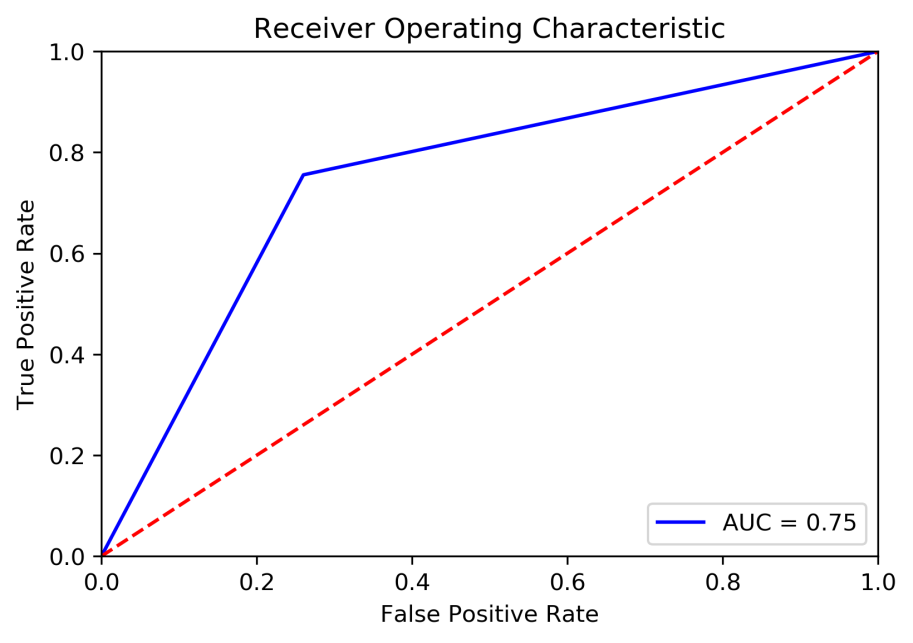 Receiver Operating Characteristic
1.0
0.8
0.6
0.4
0.2
0.0
True Positive Rate
AUC = 0.75
0.0 0.2 0.4 0.6 0.8 1.0
False Positive Rate